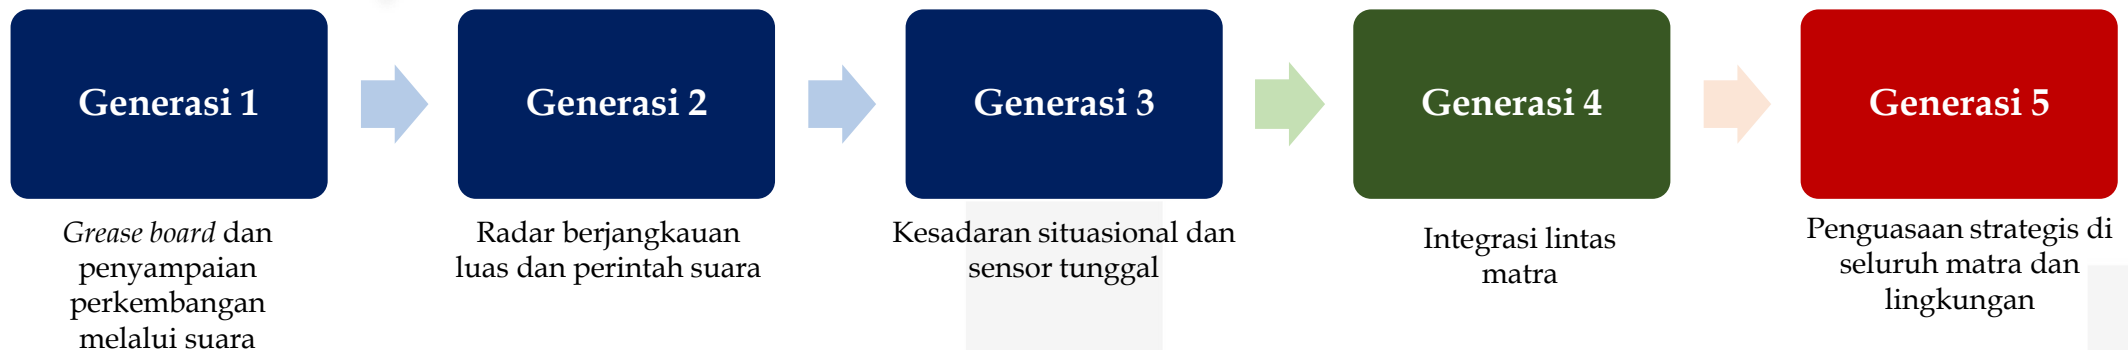 Generasi 1
Generasi 2
Generasi 3
Generasi 4
Generasi 5
Grease board dan
penyampaian
perkembangan
melalui suara
Radar berjangkauan
luas dan perintah suara
Kesadaran situasional dan
sensor tunggal
Integrasi lintas
matra
Penguasaan strategis di
seluruh matra dan
lingkungan